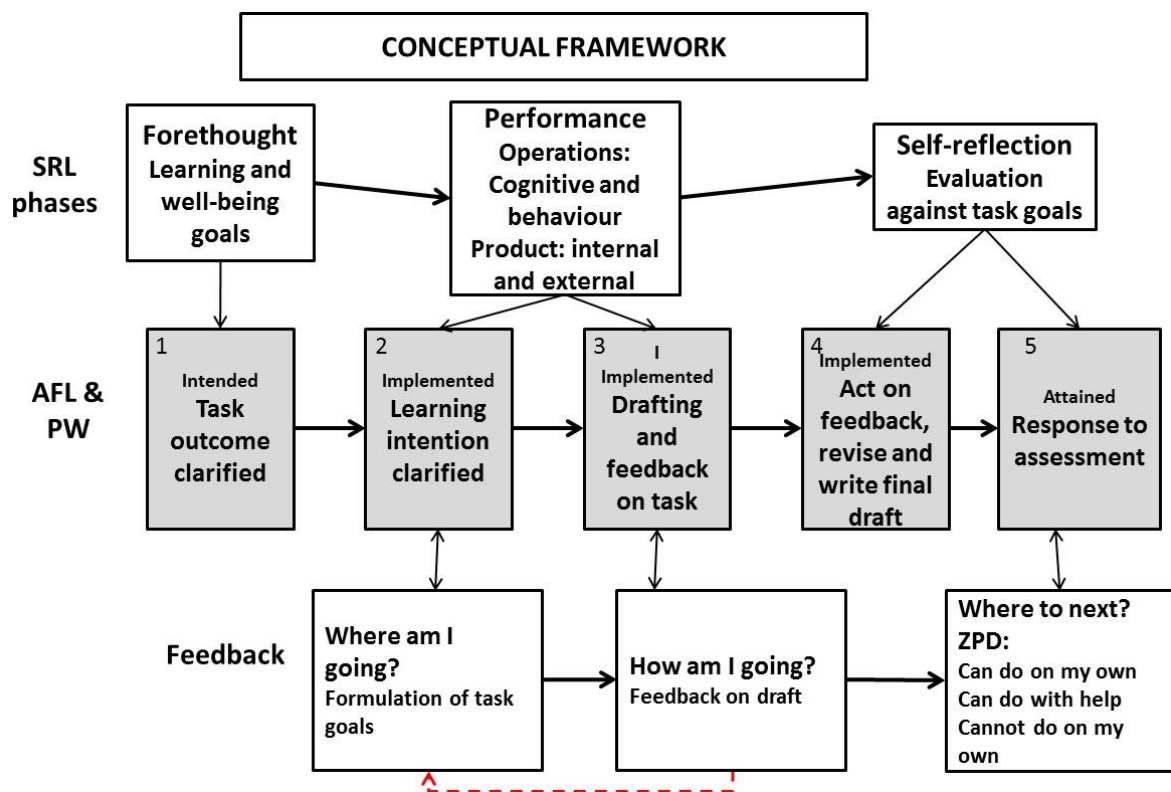 CONCEPTUAL FRAMEWORK
SRL
phases
Forethought
Learning and
well-being
goals
Performance
Operations:
Cognitive and
behaviour
Product: internal
and external
Self-reflection
Evaluation
against task goals
AFL &
PW
1
Intended
Task
outcome
clarified
2
Implemented
Learning
intention
clarified
3
I
Implemented
Drafting
and
feedback
on task
4
Implemented
Act on
feedback,
revise and
write final
draft
5
Attained
Response to
assessment
Feedback
Where am I
going?
Formulation of task
goals
How am I going?
Feedback on draft
Where to next?
ZPD:
Can do on my own
Can do with help
Cannot do on my
own